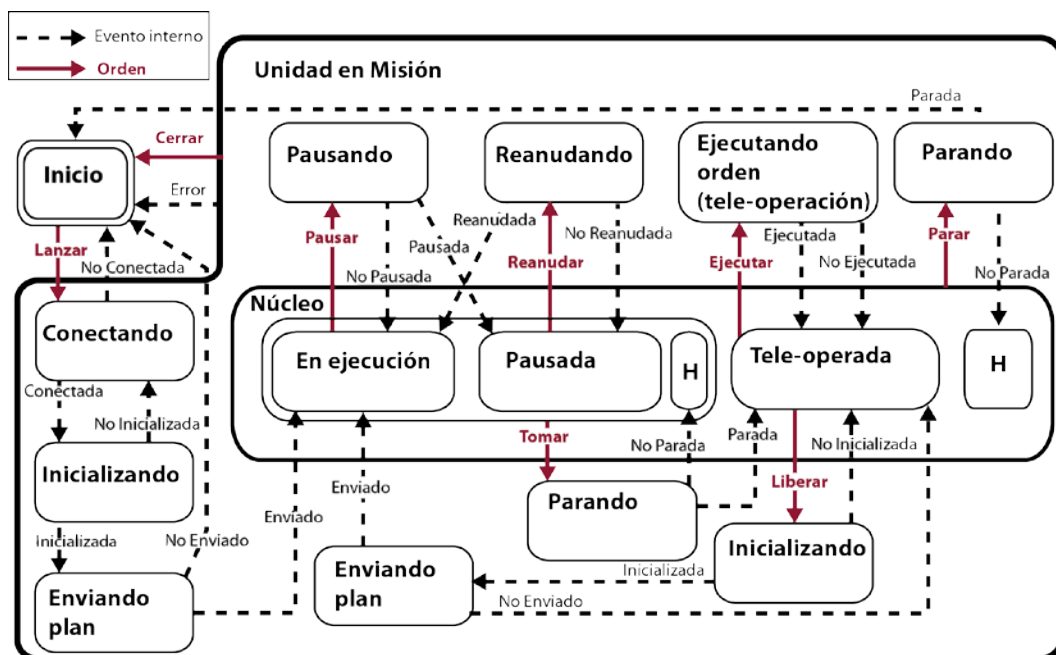 Evento interno
Orden
Unidad en Misión
Parada
Cerrar
Pausando
Reanudando
Ejecutando
orden
(tele-operación)
Parando
Inicio
Error
Lanzar
No Conectada
Pausar
Pausada
Reanudada
No Reanudada
Ejecutada
Parar
No Pausada
Reanudar
Ejecutar
No Ejecutada
No Parada
Núcleo
Conectando
En ejecución
Pausada
H
Tele-operada
H
Conectada
No Inicializada
Tomar
No Parada
Parada
No Inicializada
Inicializando
Enviado
Enviado
Parando
Liberar
Inicializada
No Enviado
Inicializando
Enviando
plan
Enviando
plan
Inicializada
No Enviado